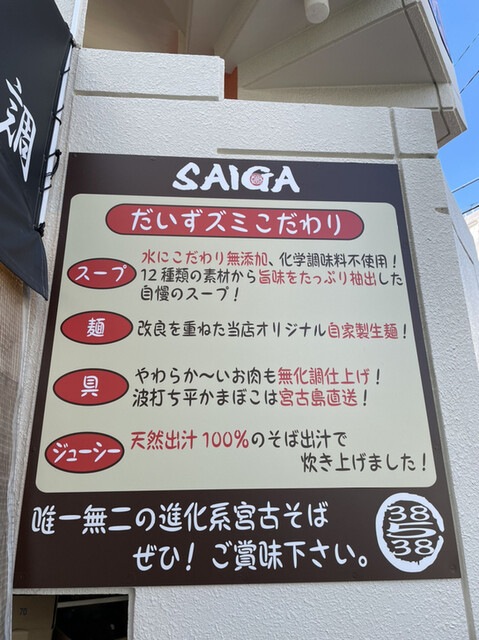 調
SAIGA
だいずズミこだわり
スープ
水にこだわり無添加、化学調味料不使用！
12種類の素材から旨味をたっぷり抽出した
自慢のスープ！
麺
改良を重ねた当店オリジナル自家製生麺！
具
やわらか〜いお肉も無化調仕上げ！
波打ち平かまぼこは宮古島直送！
ジューシー
天然出汁100%のそば出汁で
炊き上げました！
唯一無二の進化系宮古そば
ぜひ！ご賞味下さい。
38
38